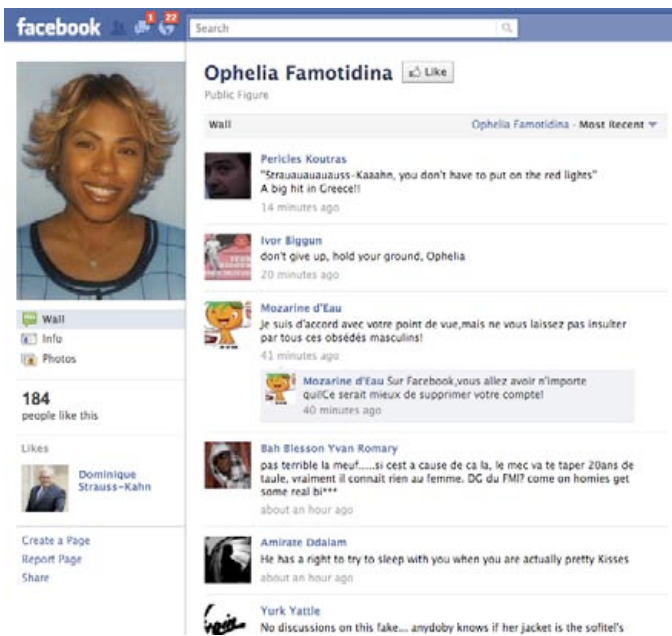 facebook
1
22
Search
Ophelia Famotidina
Like
Public Figure
Wall
Ophelia Famotidina · Most Recent
Pericles Koutras
"Strauauauauauss-Kaaahn, you don't have to put on the red lights"
A big hit in Greece!!
14 minutes ago
Ivor Biggun
don't give up, hold your ground, Ophelia
20 minutes ago
Mozarine d'Eau
Je suis d'accord avec votre point de vue,mais ne vous laissez pas insulter
par tous ces obsédés masculins!
41 minutes ago
Mozarine d'Eau Sur Facebook,vous allez avoir n'importe
qui!Ce serait mieux de supprimer votre compte!
40 minutes ago
Bah Blesson Yvan Romary
pas terrible la meuf.....si cest a cause de ca la, le mec va te taper 20ans de
taule, vraiment il connait rien au femme. DG du FMI? come on homies get
some real bi***
about an hour ago
Amirate Ddalam
He has a right to try to sleep with you when you are actually pretty Kisses
about an hour ago
Yurk Yattle
No discussions on this fake... anydoby knows if her jacket is the sofitel's
Wall
Info
Photos
184
people like this
Likes
Dominique
Strauss-Kahn
Create a Page
Report Page
Share